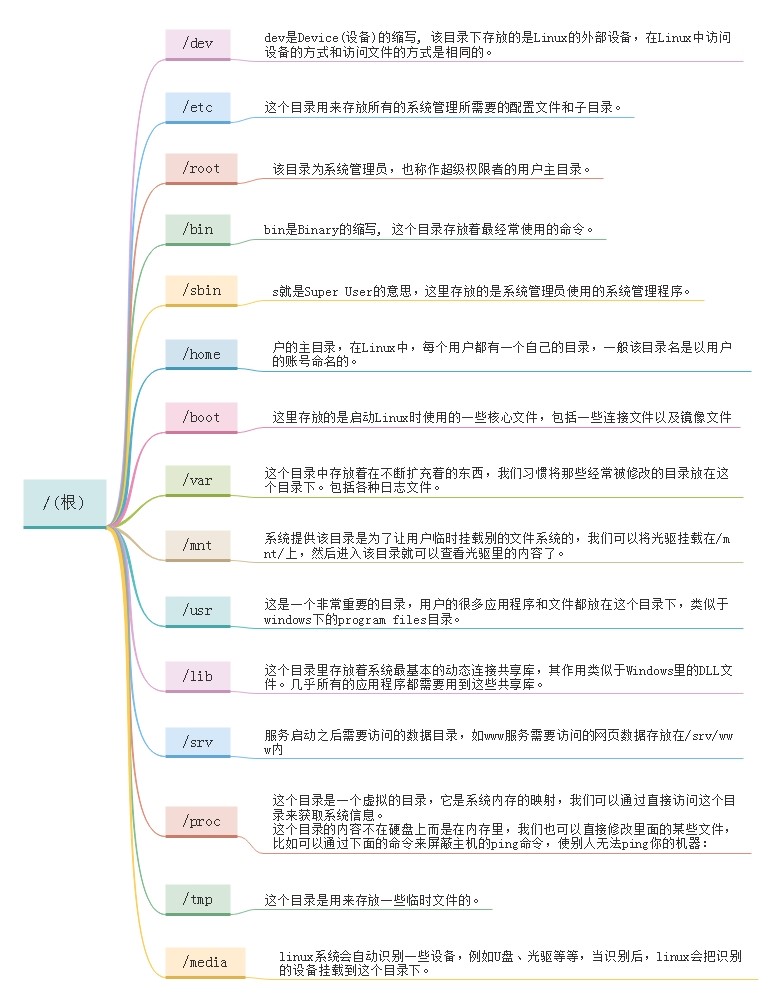 /(根)
/dev
dev是Device(设备)的缩写, 该目录下存放的是Linux的外部设备，在Linux中访问
设备的方式和访问文件的方式是相同的。
/etc
这个目录用来存放所有的系统管理所需要的配置文件和子目录。
/root
该目录为系统管理员，也称作超级权限者的用户主目录。
/bin
bin是Binary的缩写, 这个目录存放着最经常使用的命令。
/sbin
s就是Super User的意思，这里存放的是系统管理员使用的系统管理程序。
/home
户的主目录，在Linux中，每个用户都有一个自己的目录，一般该目录名是以用户
的账号命名的。
/boot
这里存放的是启动Linux时使用的一些核心文件，包括一些连接文件以及镜像文件
/var
这个目录中存放着在不断扩充着的东西，我们习惯将那些经常被修改的目录放在这
个目录下。包括各种日志文件。
/mnt
系统提供该目录是为了让用户临时挂载别的文件系统的，我们可以将光驱挂载在/m
nt/上，然后进入该目录就可以查看光驱里的内容了。
/usr
这是一个非常重要的目录，用户的很多应用程序和文件都放在这个目录下，类似于
windows下的program files目录。
/lib
这个目录里存放着系统最基本的动态连接共享库，其作用类似于Windows里的DLL文
件。几乎所有的应用程序都需要用到这些共享库。
/srv
服务启动之后需要访问的数据目录，如www服务需要访问的网页数据存放在/srv/ww
w内
/proc
这个目录是一个虚拟的目录，它是系统内存的映射，我们可以通过直接访问这个目
录来获取系统信息。
这个目录的内容不在硬盘上而是在内存里，我们也可以直接修改里面的某些文件，
比如可以通过下面的命令来屏蔽主机的ping命令，使别人无法ping你的机器：
/tmp
这个目录是用来存放一些临时文件的。
/media
linux系统会自动识别一些设备，例如U盘、光驱等等，当识别后，linux会把识别
的设备挂载到这个目录下。